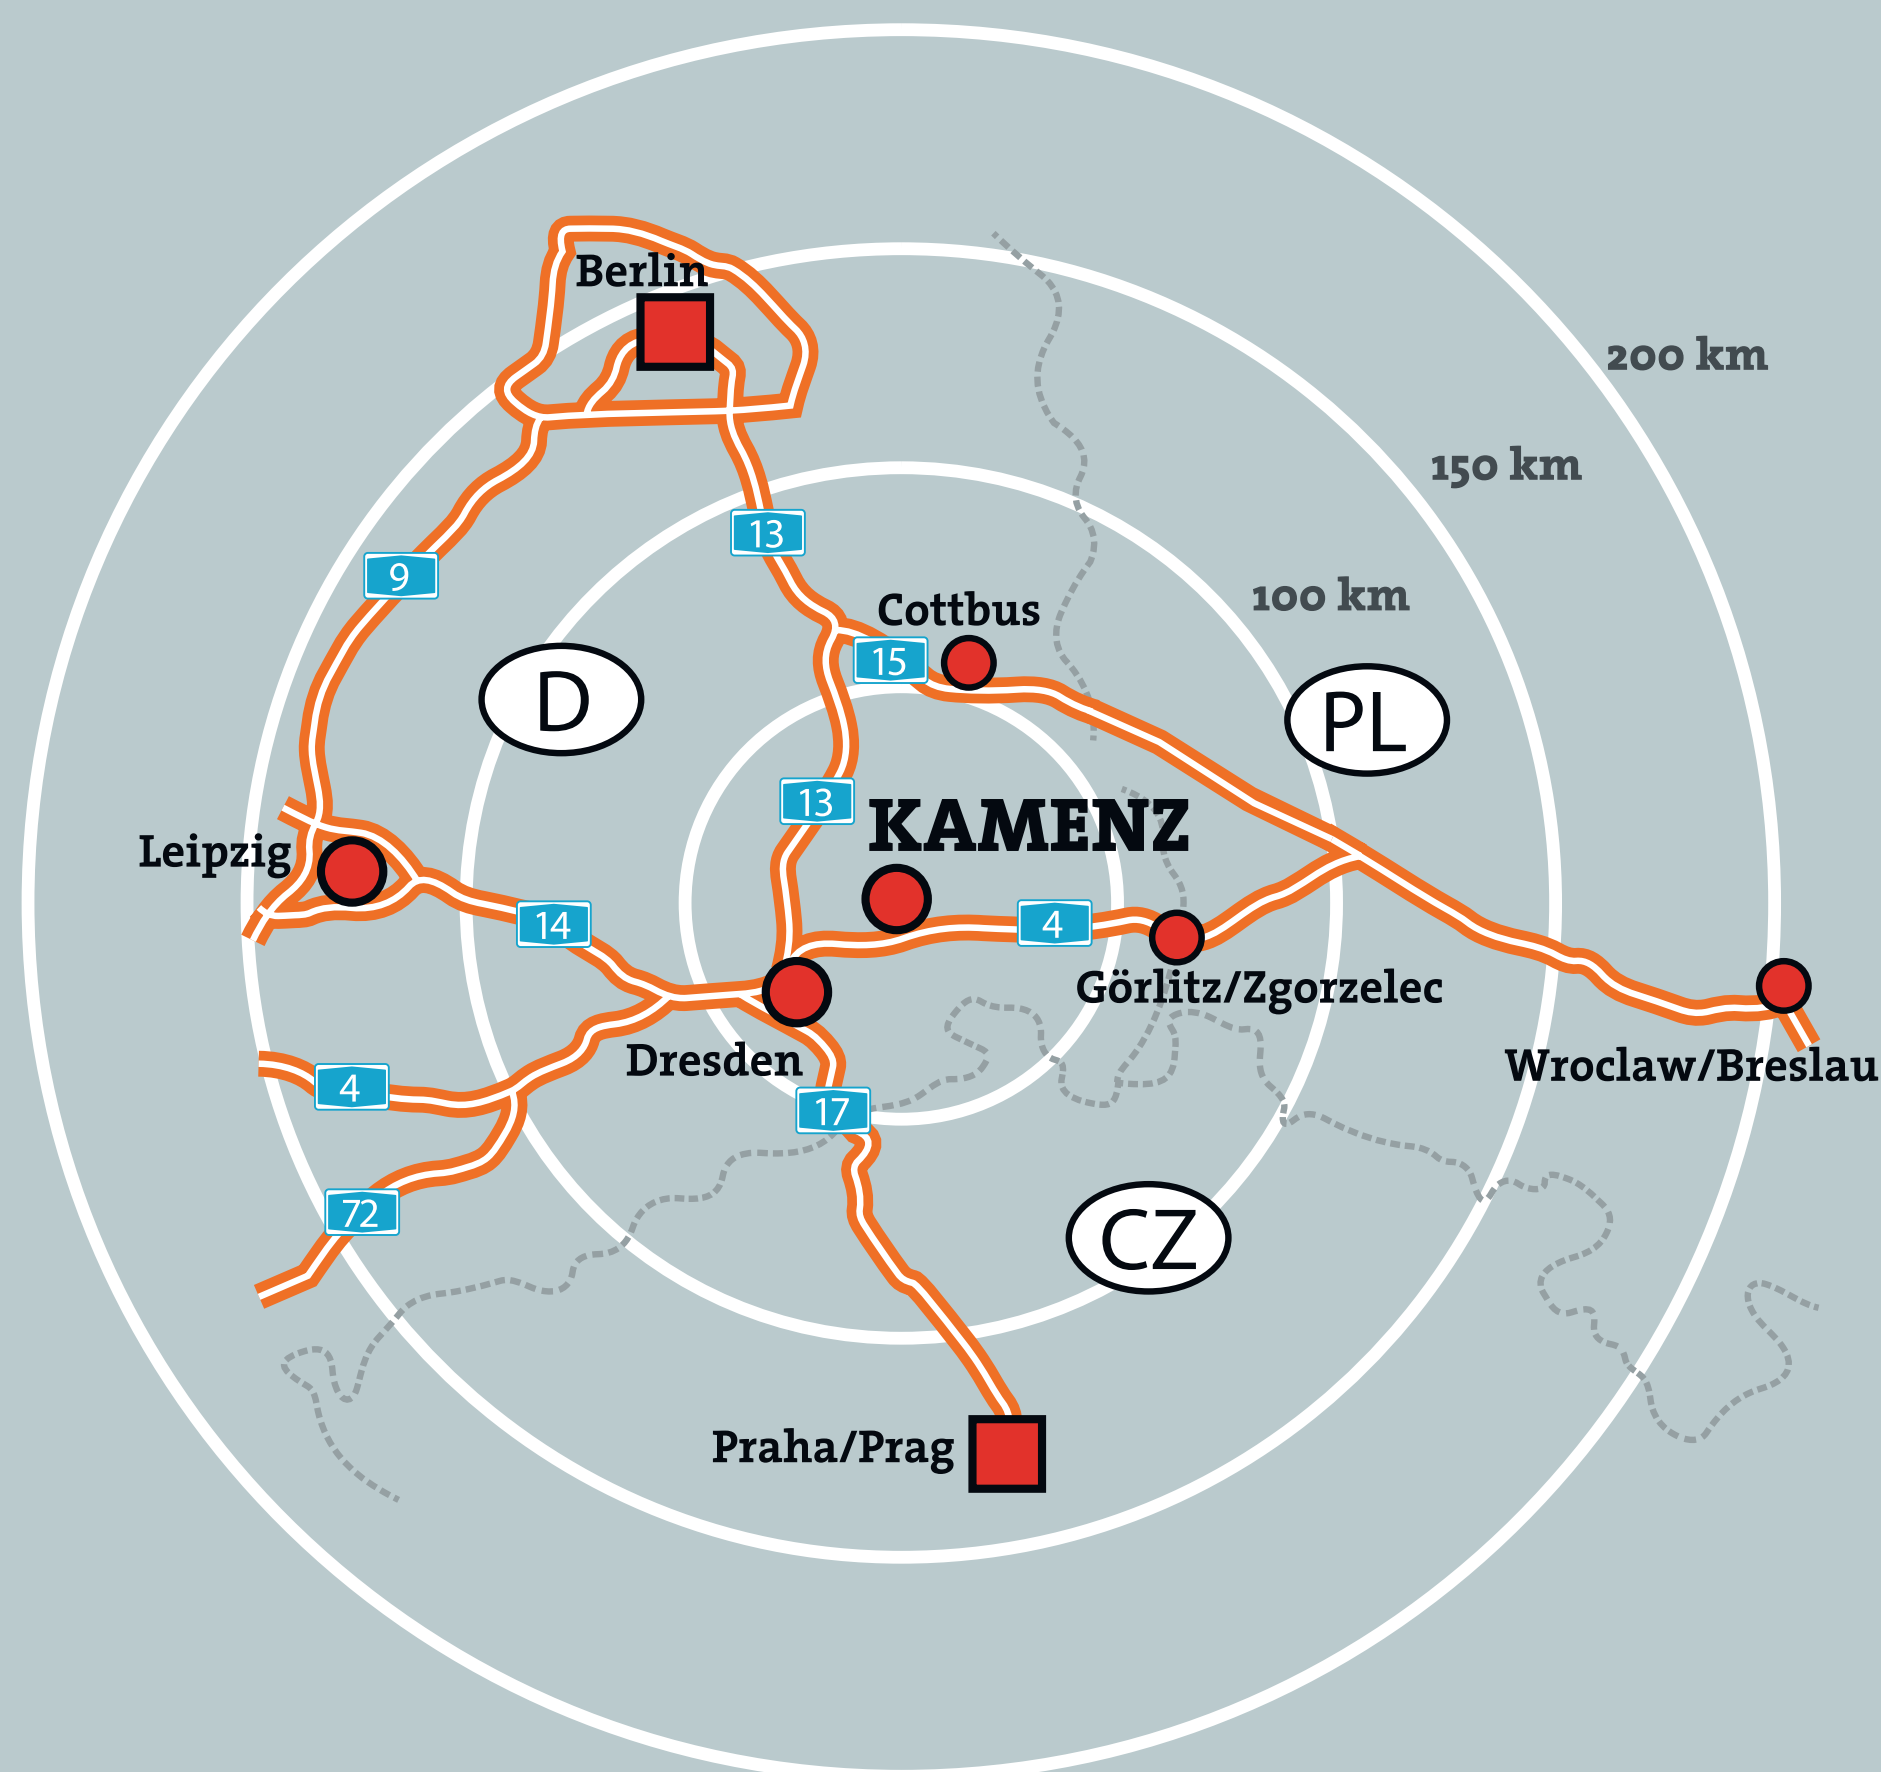 Berlin
200 km
150 km
13
9
100 km
Cottbus
15
D
PL
13
KAMENZ
Leipzig
14
4
Görlitz/Zgorzelec
Dresden
Wroclaw/Breslau
4
17
72
CZ
Praha/Prag